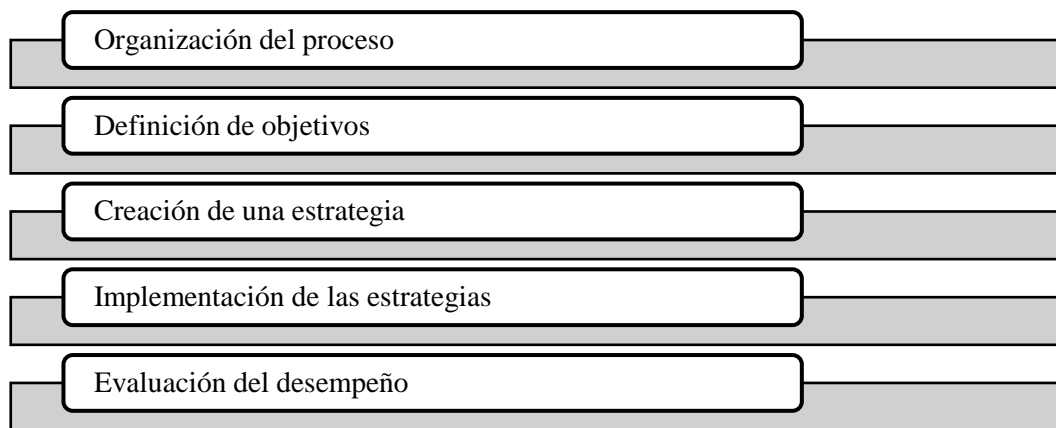 Organización del proceso
Definición de objetivos
Creación de una estrategia
Implementación de las estrategias
Evaluación del desempeño